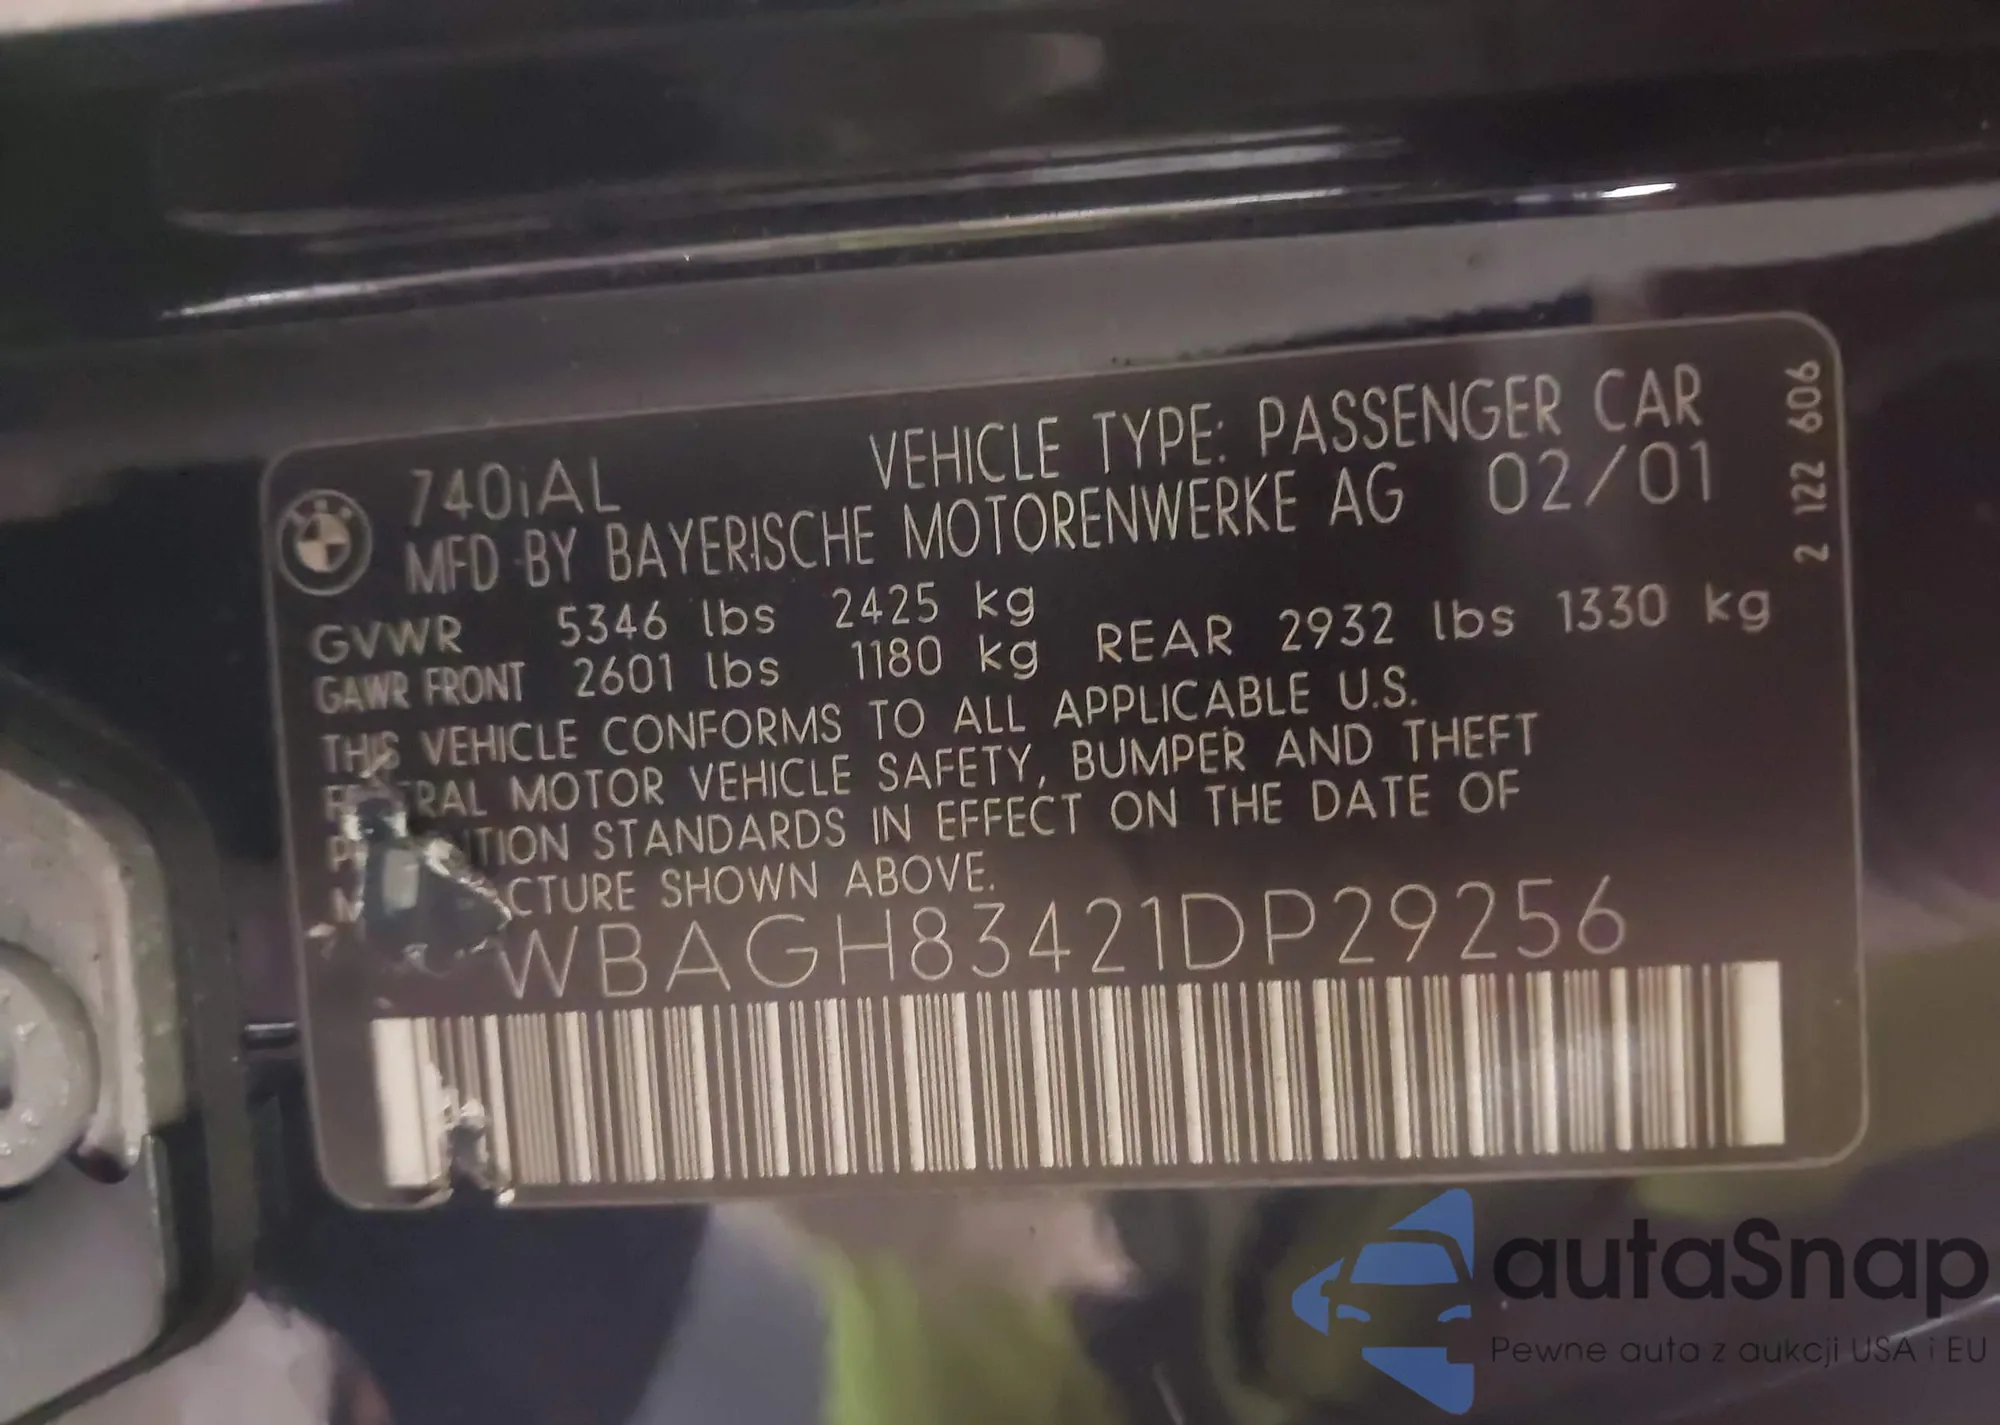 740iAL VEHICLE TYPE: PASSENGER CAR
MFD BY BAYERISCHE MOTORENWERKE AG 02/01
GVWR 5346 lbs 2425 kg
GAWR FRONT 2601 lbs 1180 kg REAR 2932 lbs 1330 kg
THIS VEHICLE CONFORMS TO ALL APPLICABLE U.S.
MOTOR VEHICLE SAFETY, BUMPER AND THEFT
STANDARDS IN EFFECT ON THE DATE OF
SHOWN ABOVE.
WBAGH83421DP29256
2 122 606
autaSnap
Pewne auta z aukcji USA i EU